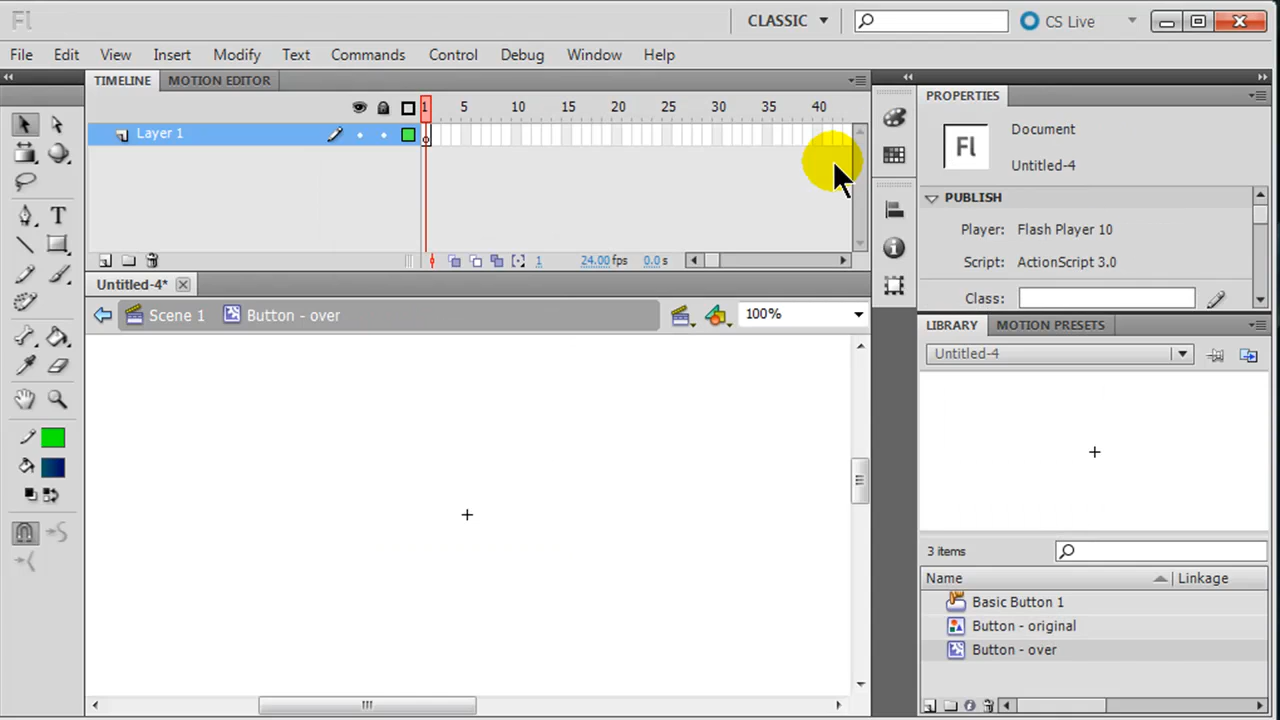 Fl CLASSIC CS Live
File Edit View Insert Modify Text Commands Control Debug Window Help
TIMELINE MOTION EDITOR
1 5 10 15 20 25 30 35 40
Layer 1
1 24.00 fps 0.0 s
Untitled-4*
Scene 1 Button - over 100%
T
PROPERTIES
Fl
Document
Untitled-4
PUBLISH
Player: Flash Player 10
Script: ActionScript 3.0
Class:
LIBRARY MOTION PRESETS
Untitled-4
3 items
Name Linkage
Basic Button 1
Button - original
Button - over